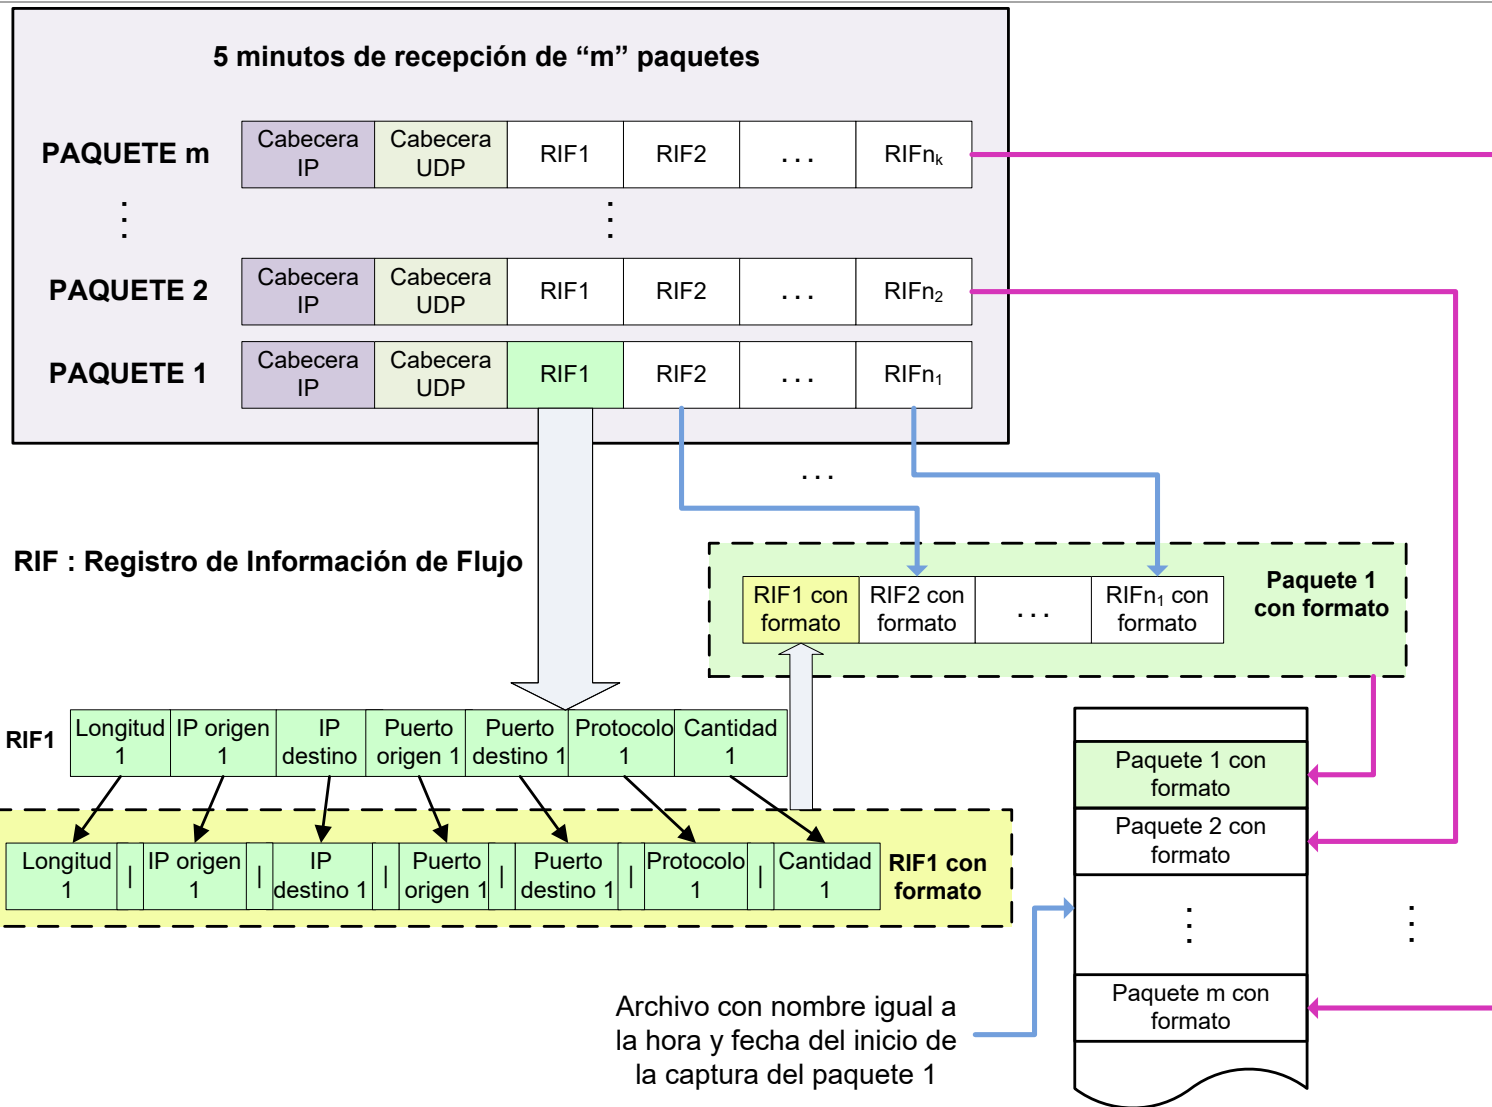 5 minutos de recepción de “m” paquetes
PAQUETE m
Cabecera
IP
Cabecera
UDP
RIF1
RIF2
. . .
RIFnk
PAQUETE 2
Cabecera
IP
Cabecera
UDP
RIF1
RIF2
. . .
RIFn2
PAQUETE 1
Cabecera
IP
Cabecera
UDP
RIF1
RIF2
. . .
RIFn1
. . .
RIF : Registro de Información de Flujo
RIF1 con
formato
RIF2 con
formato
. . .
RIFn1 con
formato
Paquete 1
con formato
RIF1
Longitud
1
IP origen
1
IP
destino
Puerto
origen 1
Puerto
destino 1
Protocolo
1
Cantidad
1
Longitud
1
|
IP origen
1
|
IP
destino 1
|
Puerto
origen 1
|
Puerto
destino 1
|
Protocolo
1
|
Cantidad
1
RIF1 con
formato
Paquete 1 con
formato
Paquete 2 con
formato
Paquete m con
formato
Archivo con nombre igual a
la hora y fecha del inicio de
la captura del paquete 1